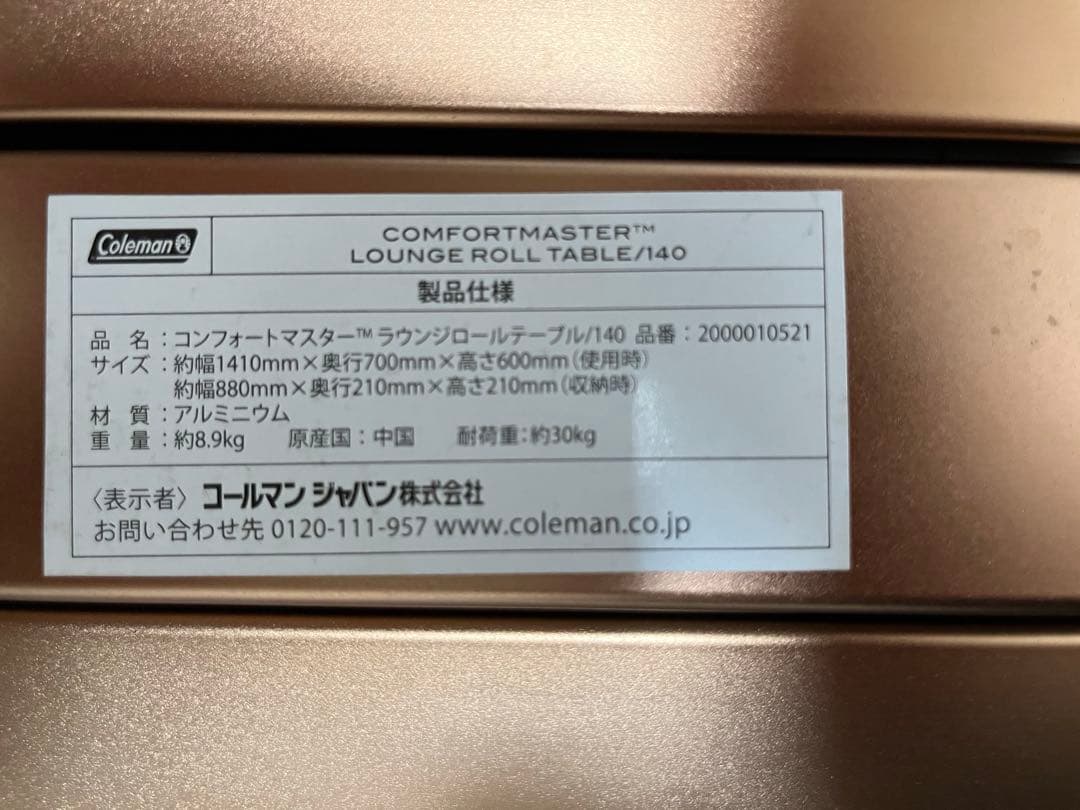 Coleman
COMFORTMASTER™
LOUNGE ROLL TABLE/140
製品仕様
品 名：コンフォートマスター™ ラウンジロールテーブル/140 品番：2000010521
サイズ：約幅1410mm×奥行700mm×高さ600mm（使用時）
約幅880mm×奥行210mm×高さ210mm（収納時）
材 質：アルミニウム
重 量：約8.9kg 原産国：中国 耐荷重：約30kg
〈表示者〉コールマン ジャパン株式会社
お問い合わせ先 0120-111-957 www.coleman.co.jp